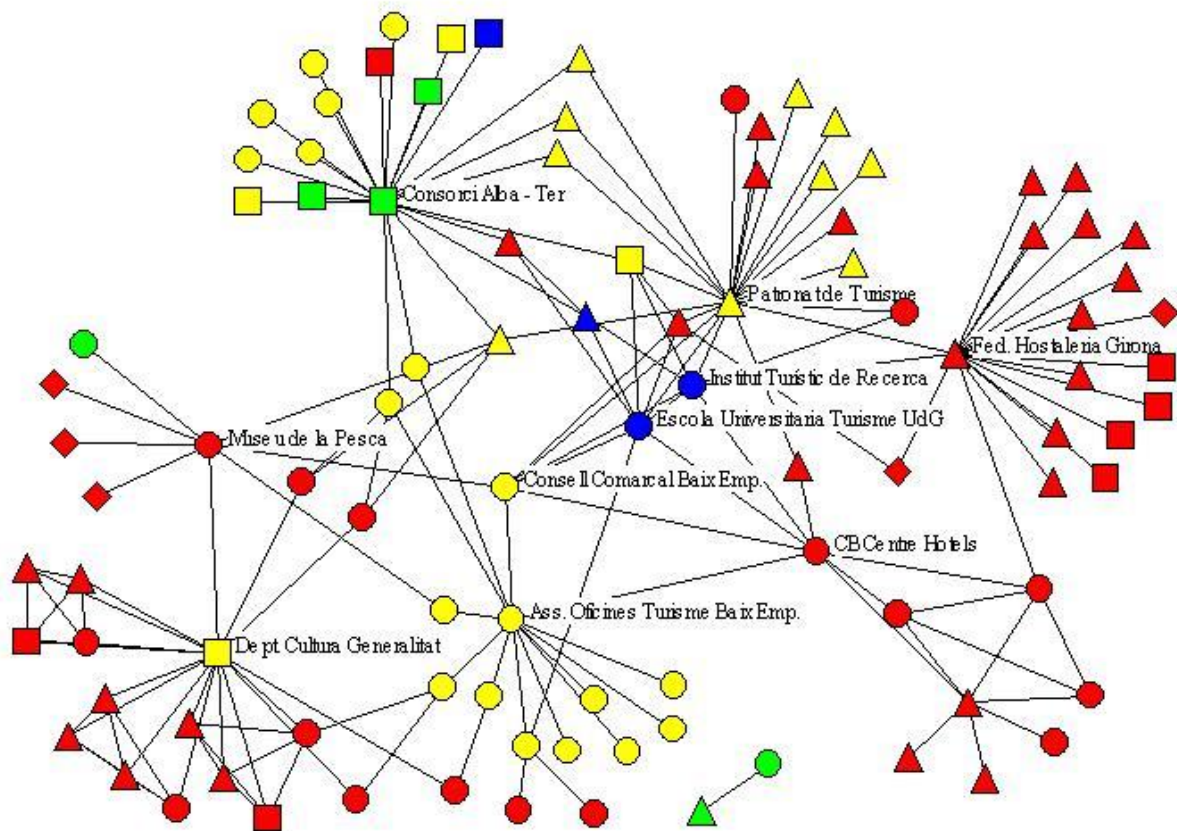 Consorci Alba - Ter
Patronat de Turisme
Fed. Hostaleria Girona
Institut Turistic de Recerca
Escola Universitaria Turisme UdG
Museu de la Pesca
Consell Comarcal Baix Emp.
CB Centre Hotels
Ass. Oficines Turisme Baix Emp.
Dept Cultura Generalitat